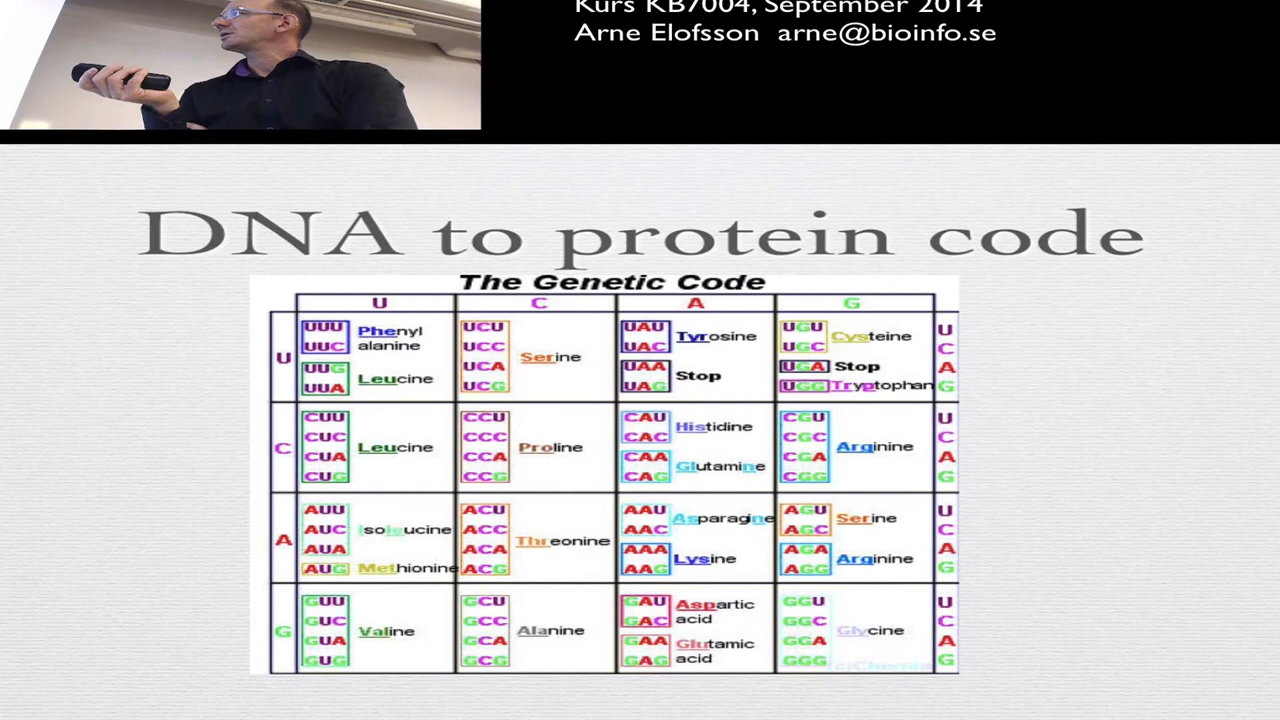 Kurs KB7004, September 2014
Arne Elofsson arne@bioinfo.se
DNA to protein code
The Genetic Code
U C A G
U
UUU
UUC
Phenyl
alanine
UUG
UUA
Leucine
UCU
UCC
UCA
UCG
Serine
UAU
UAC
Tyrosine
UAA
UAG
Stop
UGU
UGC
Cysteine
UGA Stop
UGG Tryptophan
U
C
A
G
C
CUU
CUC
CUA
CUG
Leucine
CCU
CCC
CCA
CCG
Proline
CAU
CAC
Histidine
CAA
CAG
Glutamine
CGU
CGC
CGA
CGG
Arginine
U
C
A
G
A
AUU
AUC
AUA
Isoleucine
AUG Methionine
ACU
ACC
ACA
ACG
Threonine
AAU
AAC
Asparagine
AAA
AAG
Lysine
AGU
AGC
Serine
AGA
AGG
Arginine
U
C
A
G
G
GUU
GUC
GUA
GUG
Valine
GCU
GCC
GCA
GCG
Alanine
GAU
GAC
Aspartic
acid
GAA
GAG
Glutamic
acid
GGU
GGC
GGA
GGG
Glycine
U
C
A
G